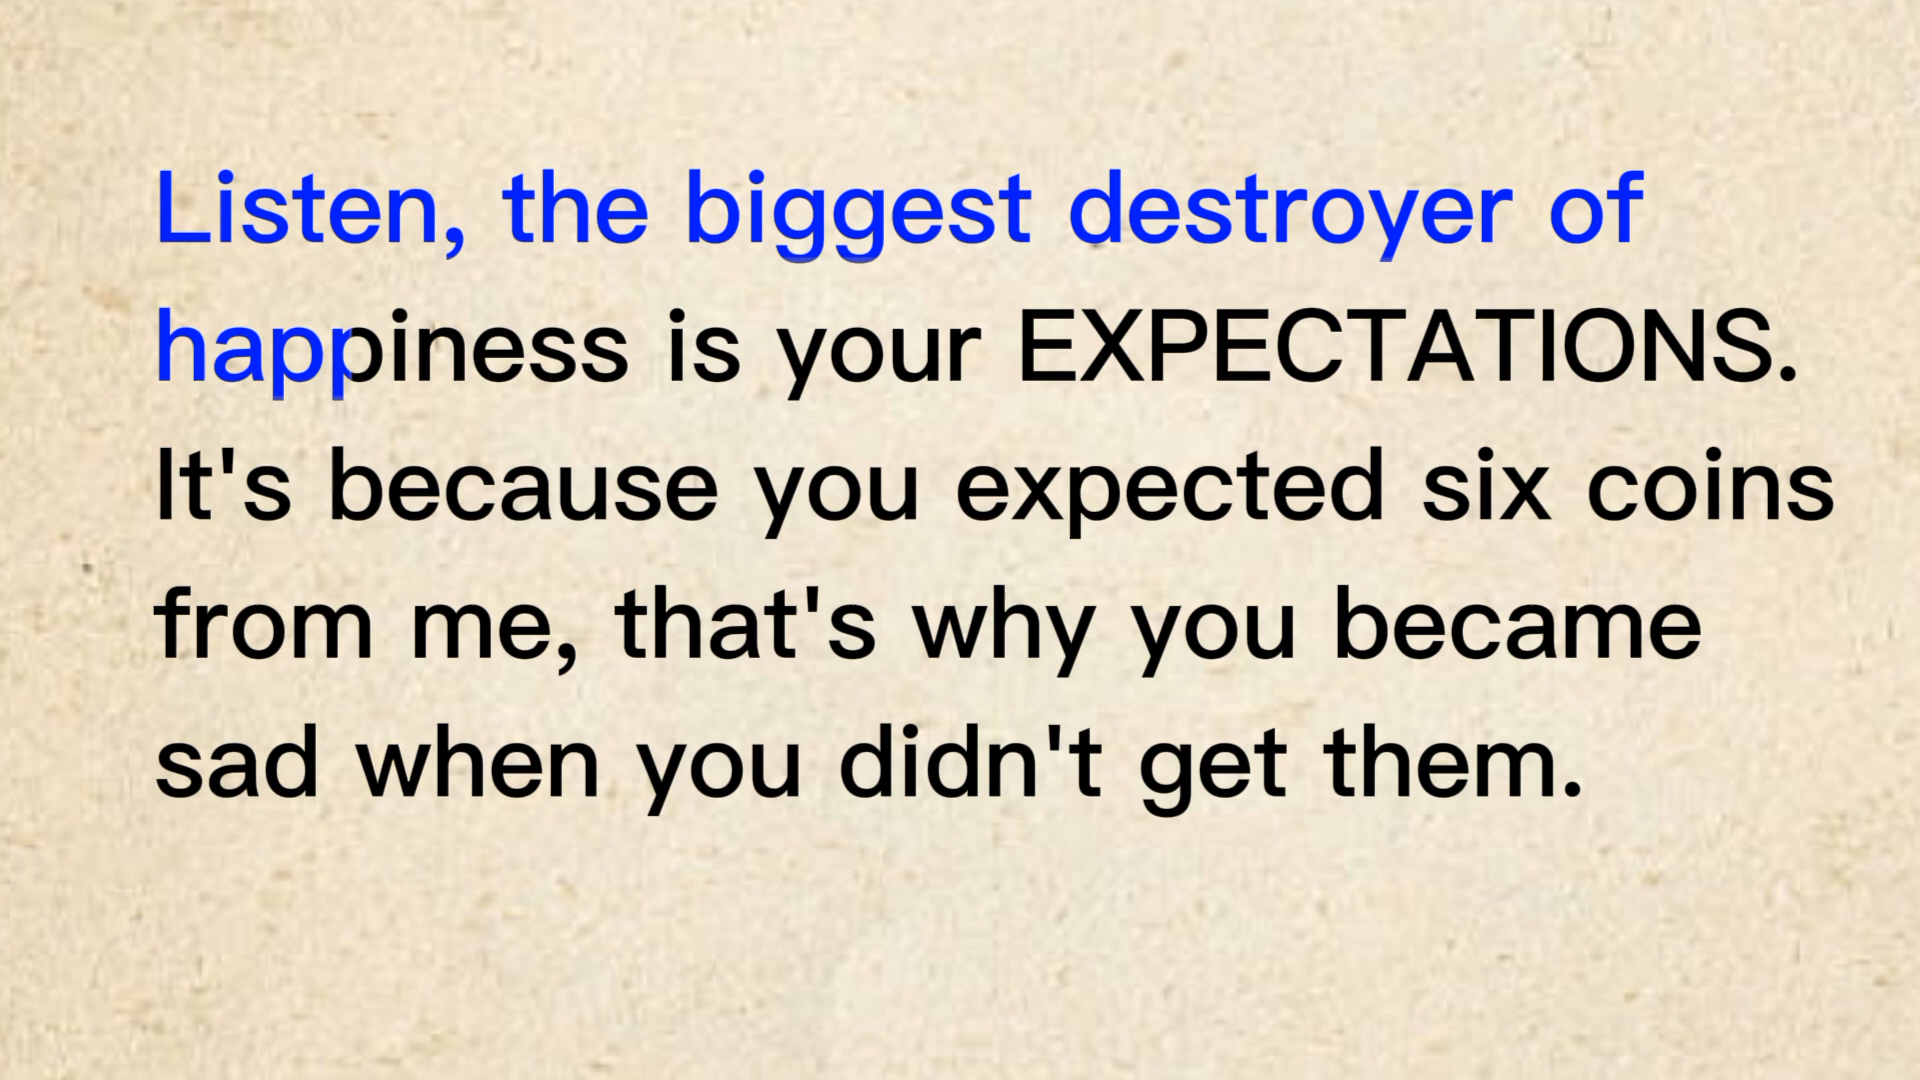 Listen, the biggest destroyer of
happiness is your EXPECTATIONS.
It's because you expected six coins
from me, that's why you became
sad when you didn't get them.